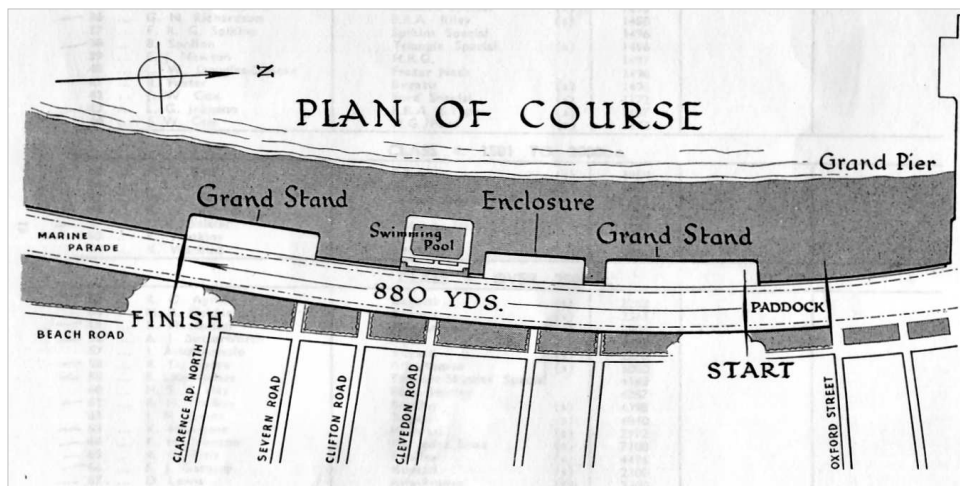 N
PLAN OF COURSE
Grand Pier
Grand Stand
Enclosure
Swimming
Pool
Grand Stand
MARINE
PARADE
880 YDS.
PADDOCK
FINISH
BEACH ROAD
START
CLARENCE RD. NORTH
SEVERN ROAD
CLIFTON ROAD
CLEVEDON ROAD
OXFORD STREET